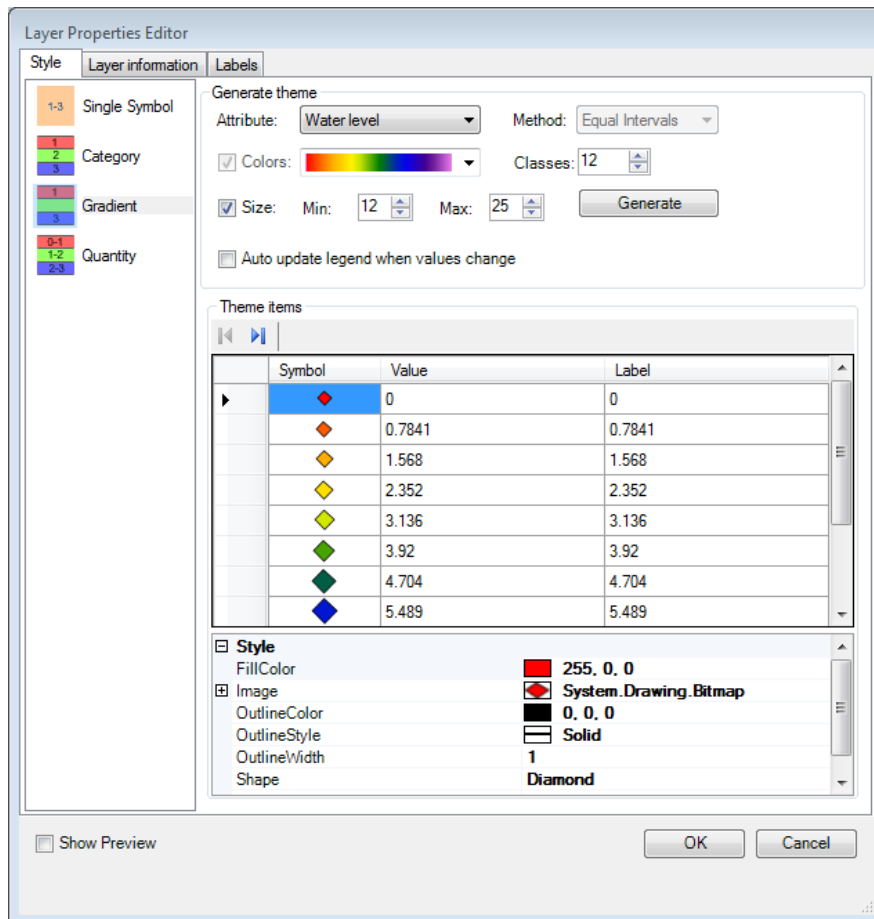 Layer Properties Editor
Style Layer information Labels
1-3 Single Symbol
1
2
3
Category
1
3
Gradient
0-1
1-2
2-3
Quantity
Generate theme
Attribute: Water level Method: Equal Intervals
Colors: Classes: 12
Size: Min: 12 Max: 25 Generate
Auto update legend when values change
Theme items
Symbol Value Label
0 0
0.7841 0.7841
1.568 1.568
2.352 2.352
3.136 3.136
3.92 3.92
4.704 4.704
5.489 5.489
Style
FillColor 255, 0, 0
Image System.Drawing.Bitmap
OutlineColor 0, 0, 0
OutlineStyle Solid
OutlineWidth 1
Shape Diamond
Show Preview OK Cancel